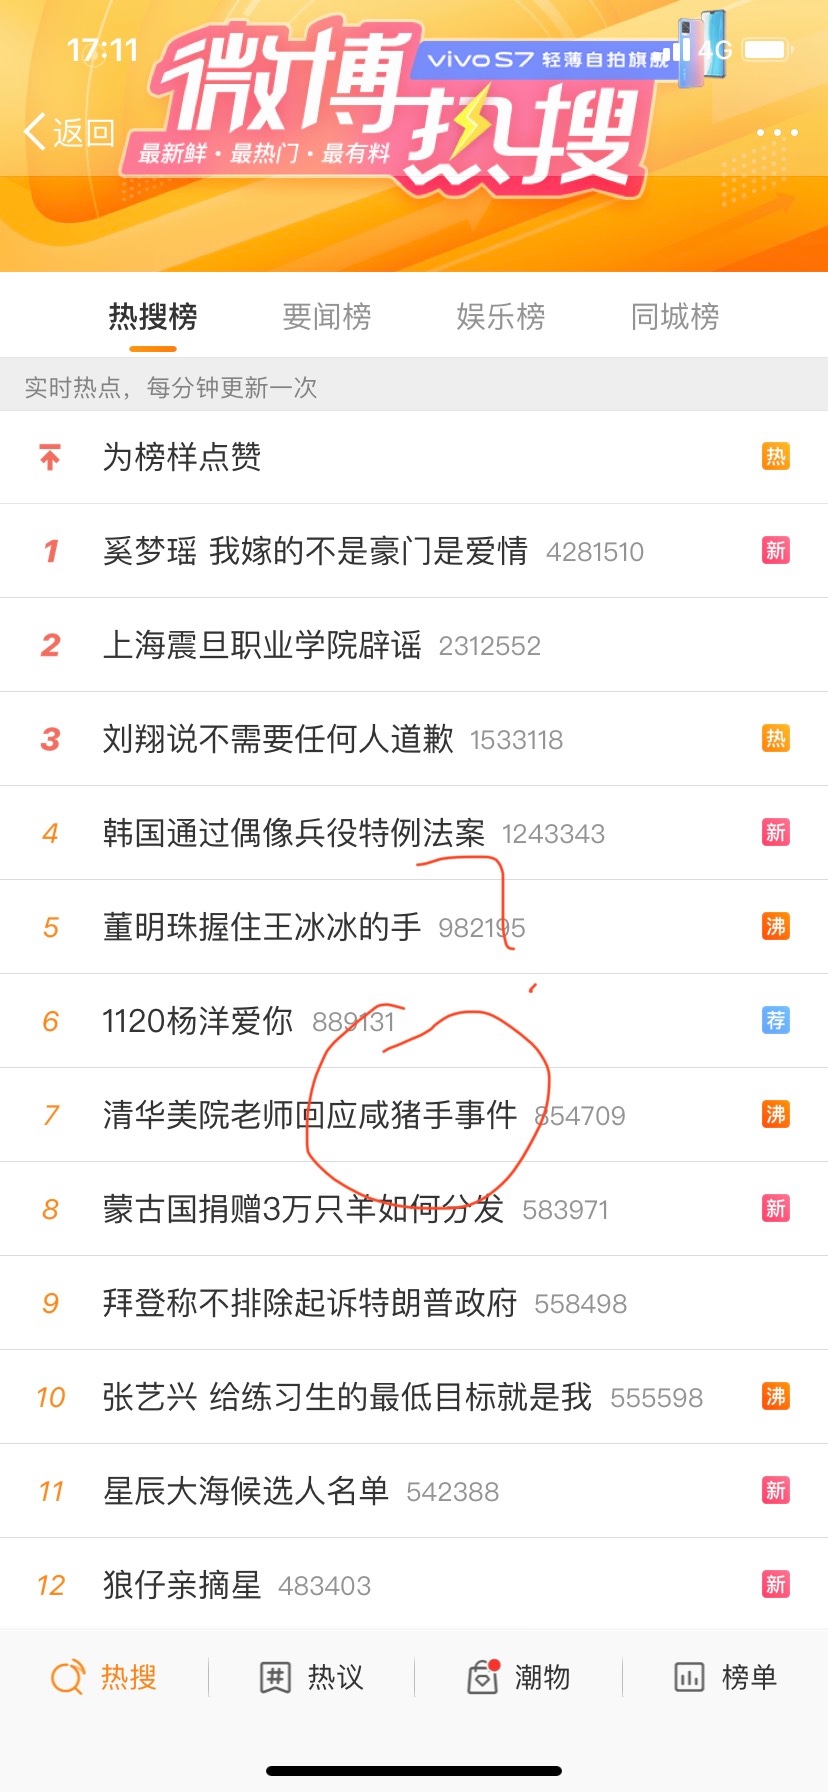 17:11
4G
vivo S7 轻薄自拍旗舰
微博
热搜
返回
最新鲜·最热门·最有料
热搜榜 要闻榜 娱乐榜 同城榜
实时热点，每分钟更新一次
为榜样点赞 热
1 奚梦瑶 我嫁的不是豪门是爱情 4281510 新
2 上海震旦职业学院辟谣 2312552
3 刘翔说不需要任何人道歉 1533118 热
4 韩国通过偶像兵役特例法案 1243343 新
5 董明珠握住王冰冰的手 982195 沸
6 1120杨洋爱你 889131 荐
7 清华美院老师回应咸猪手事件 854709 沸
8 蒙古国捐赠3万只羊如何分发 583971 新
9 拜登称不排除起诉特朗普政府 558498
10 张艺兴 给练习生的最低目标就是我 555598 沸
11 星辰大海候选人名单 542388 新
12 狼仔亲摘星 483403 新
热搜 热议 潮物 榜单